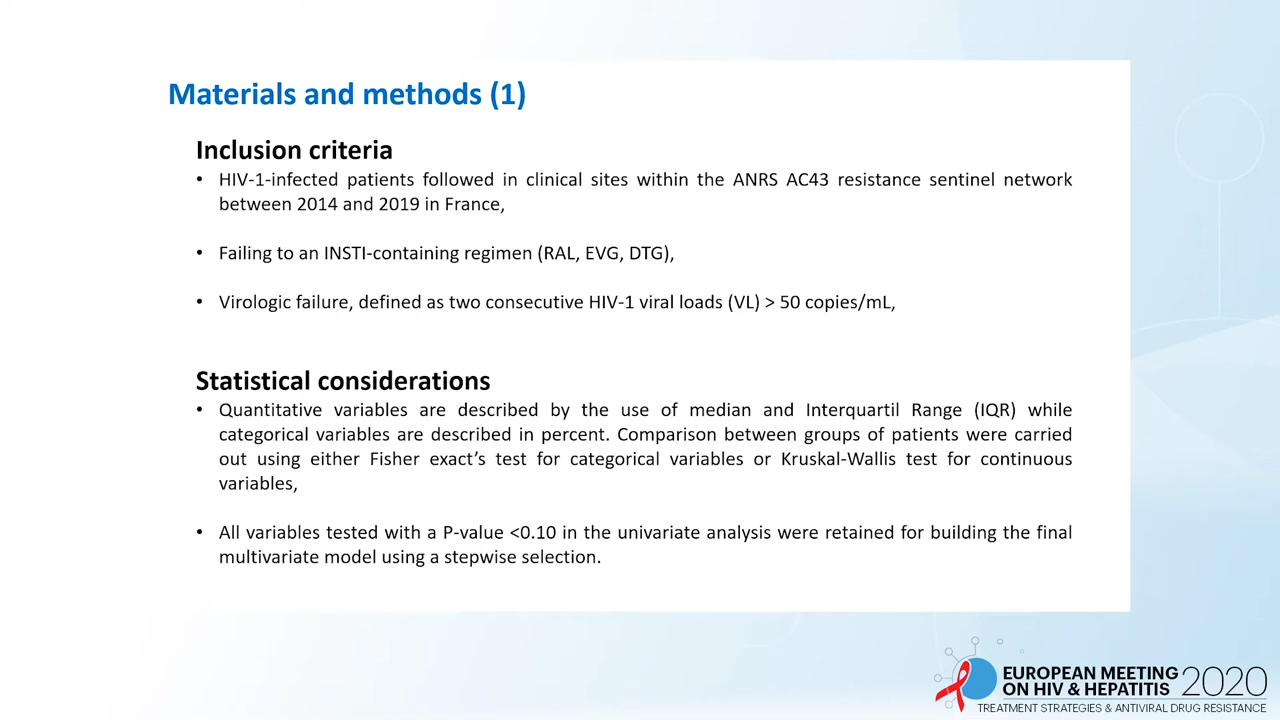 Materials and methods (1)
Inclusion criteria
• HIV-1-infected patients followed in clinical sites within the ANRS AC43 resistance sentinel network
between 2014 and 2019 in France,
• Failing to an INSTI-containing regimen (RAL, EVG, DTG),
• Virologic failure, defined as two consecutive HIV-1 viral loads (VL) > 50 copies/mL,
Statistical considerations
• Quantitative variables are described by the use of median and Interquartil Range (IQR) while
categorical variables are described in percent. Comparison between groups of patients were carried
out using either Fisher exact’s test for categorical variables or Kruskal-Wallis test for continuous
variables,
• All variables tested with a P-value <0.10 in the univariate analysis were retained for building the final
multivariate model using a stepwise selection.
EUROPEAN MEETING
ON HIV & HEPATITIS 2020
TREATMENT STRATEGIES & ANTIVIRAL DRUG RESISTANCE